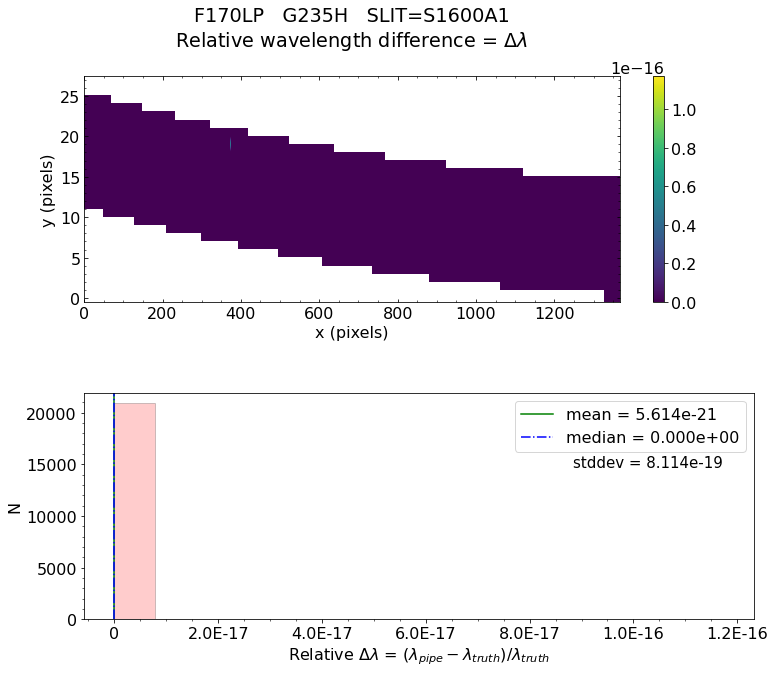 F170LP   G235H   SLIT=S1600A1
Relative wavelength difference = Δλ
1e−16
25
20
15
10
5
0
y (pixels)
0 200 400 600 800 1000 1200
x (pixels)
1.0
0.8
0.6
0.4
0.2
0.0
20000
15000
10000
5000
0
N
mean = 5.614e-21
median = 0.000e+00
stddev = 8.114e-19
0 2.0E-17 4.0E-17 6.0E-17 8.0E-17 1.0E-16 1.2E-16
Relative Δλ = (λ_pipe − λ_truth)/λ_truth